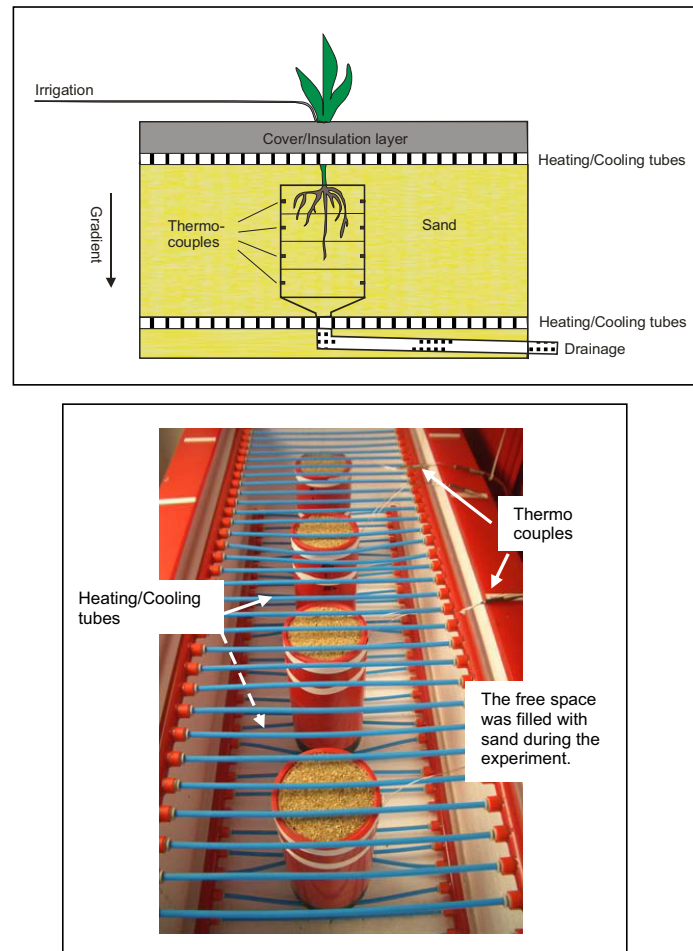 Irrigation
Cover/Insulation layer
Heating/Cooling tubes
Gradient
Thermo-
couples
Sand
Heating/Cooling tubes
Drainage
Thermo
couples
Heating/Cooling
tubes
The free space
was filled with
sand during the
experiment.